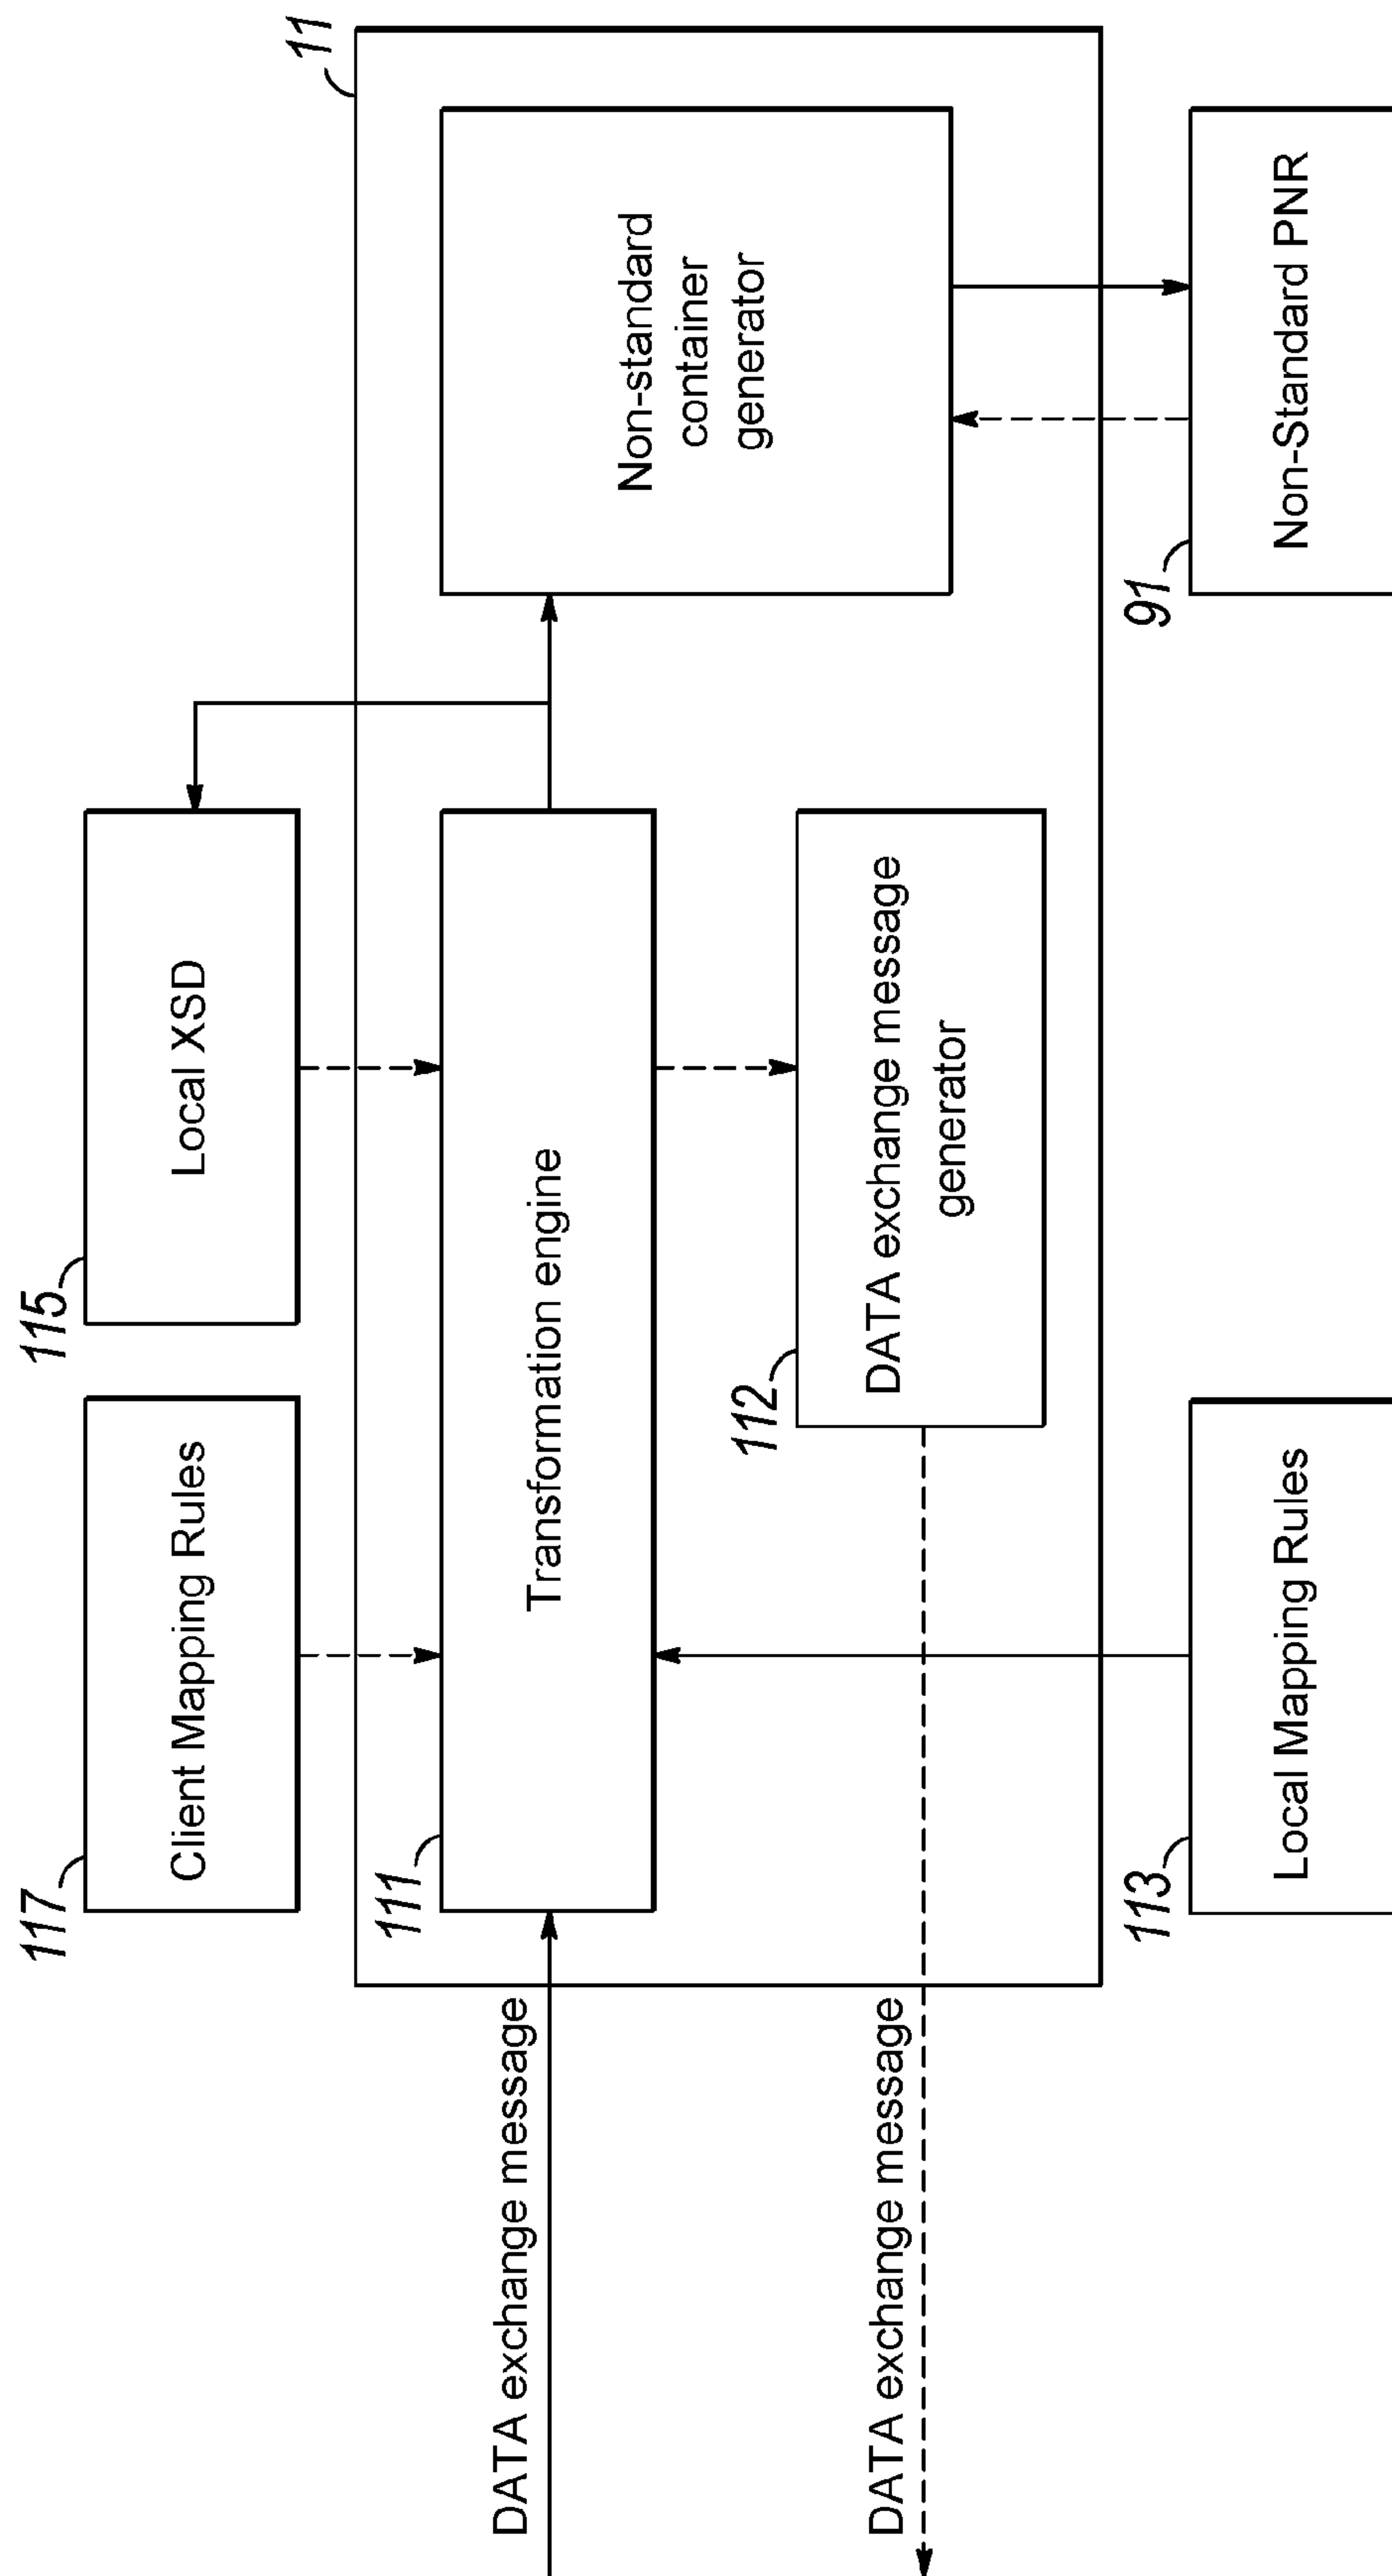 117
Client Mapping Rules
115
Local XSD
11
111
Transformation engine
Non-standard
container
generator
DATA exchange message
112
DATA exchange message
generator
DATA exchange message
113
Local Mapping Rules
91
Non-Standard PNR